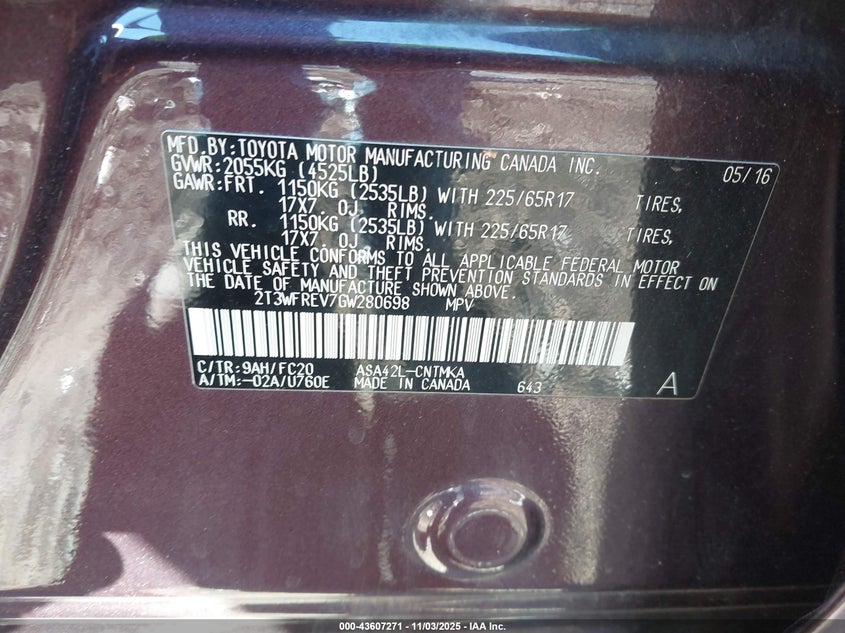 MFD.BY:TOYOTA MOTOR MANUFACTURING CANADA INC. 05/16
GVWR:2055KG (4525LB)
GAWR:FRT. 1150KG (2535LB) WITH 225/65R17 TIRES,
17X7 OJ RIMS.
RR. 1150KG (2535LB) WITH 225/65R17 TIRES,
17X7 OJ RIMS.
THIS VEHICLE CONFORMS TO ALL APPLICABLE FEDERAL MOTOR
VEHICLE SAFETY AND THEFT PREVENTION STANDARDS IN EFFECT ON
THE DATE OF MANUFACTURE SHOWN ABOVE.
2T3WFREV7GW280698 MPV
C/TR:9AH/FC20 ASA42L-CNTMKA
A/TM:-02A/U760E MADE IN CANADA 643 A
000-43607271 - 11/03/2025 - IAA Inc.